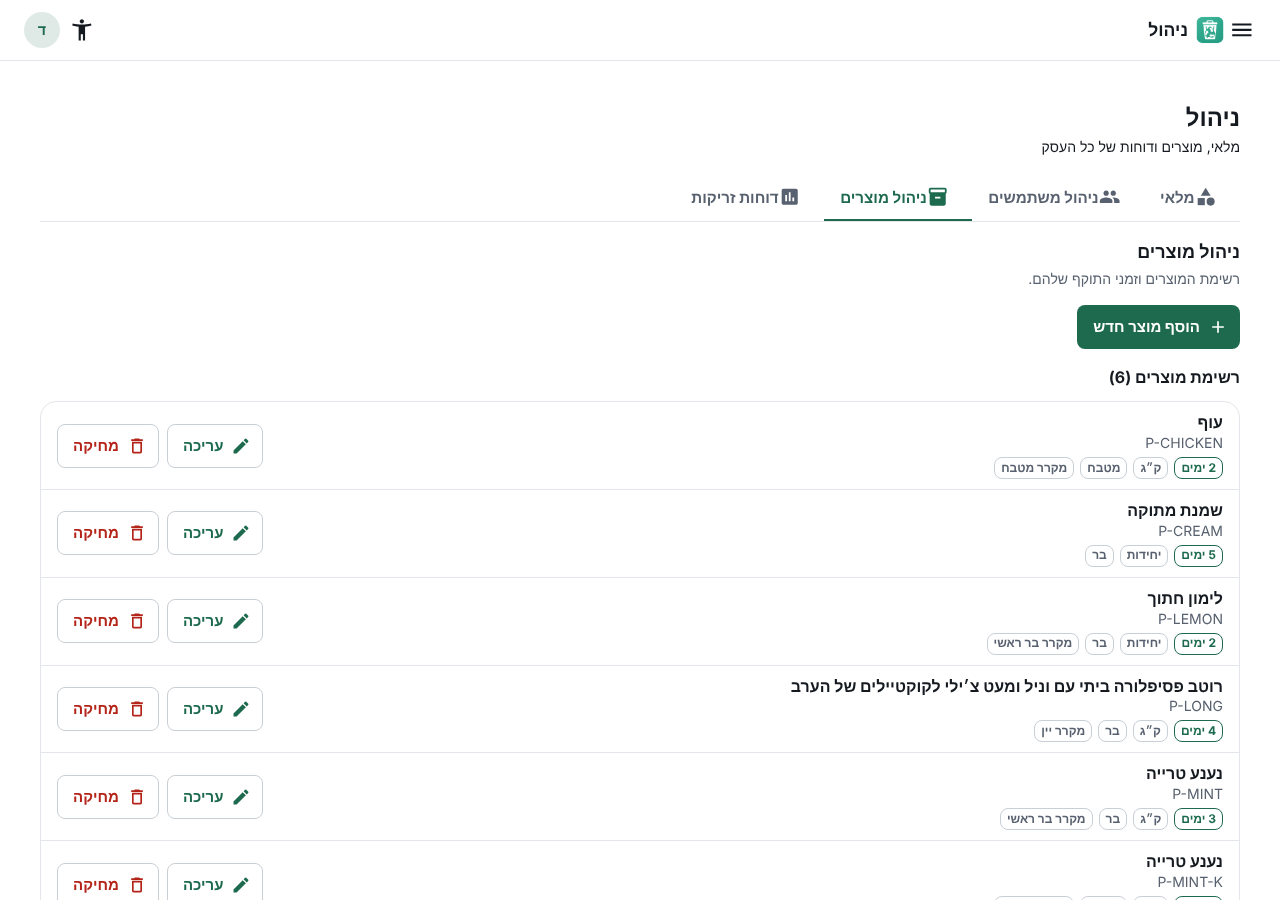 ניהול
ד
ניהול
מלאי, מוצרים ודוחות של כל העסק
מלאי
ניהול משתמשים
ניהול מוצרים
דוחות זריקות
ניהול מוצרים
רשימת המוצרים וזמני התוקף שלהם.
הוסף מוצר חדש
רשימת מוצרים (6)
עוף
P-CHICKEN
2 ימים
ק״ג
מטבח
מקרר מטבח
עריכה
מחיקה
שמנת מתוקה
P-CREAM
5 ימים
יחידות
בר
עריכה
מחיקה
לימון חתוך
P-LEMON
2 ימים
יחידות
בר
מקרר בר ראשי
עריכה
מחיקה
רוטב פסיפלורה ביתי עם וניל ומעט צ׳ילי לקוקטיילים של הערב
P-LONG
4 ימים
ק״ג
בר
מקרר יין
עריכה
מחיקה
נענע טרייה
P-MINT
3 ימים
ק״ג
בר
מקרר בר ראשי
עריכה
מחיקה
נענע טרייה
P-MINT-K
עריכה
מחיקה